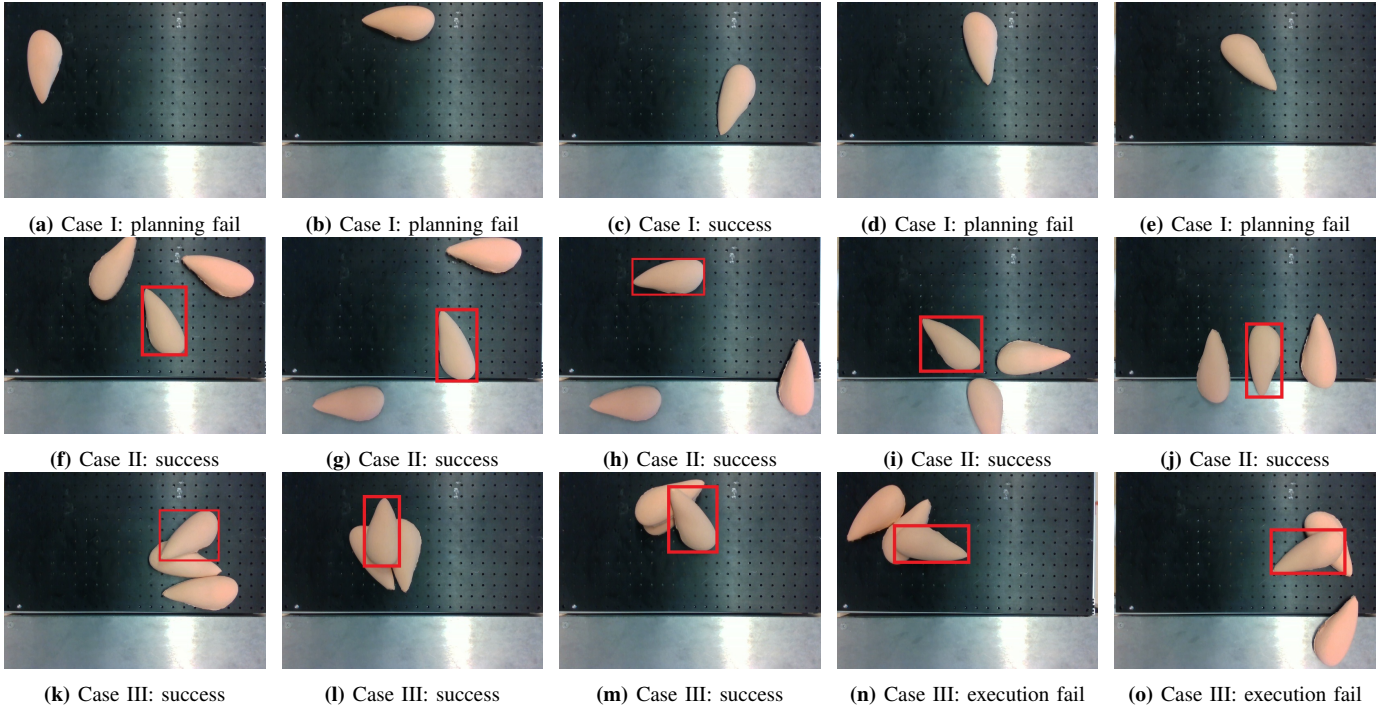 (a) Case I: planning fail
(b) Case I: planning fail
(c) Case I: success
(d) Case I: planning fail
(e) Case I: planning fail
(f) Case II: success
(g) Case II: success
(h) Case II: success
(i) Case II: success
(j) Case II: success
(k) Case III: success
(l) Case III: success
(m) Case III: success
(n) Case III: execution fail
(o) Case III: execution fail